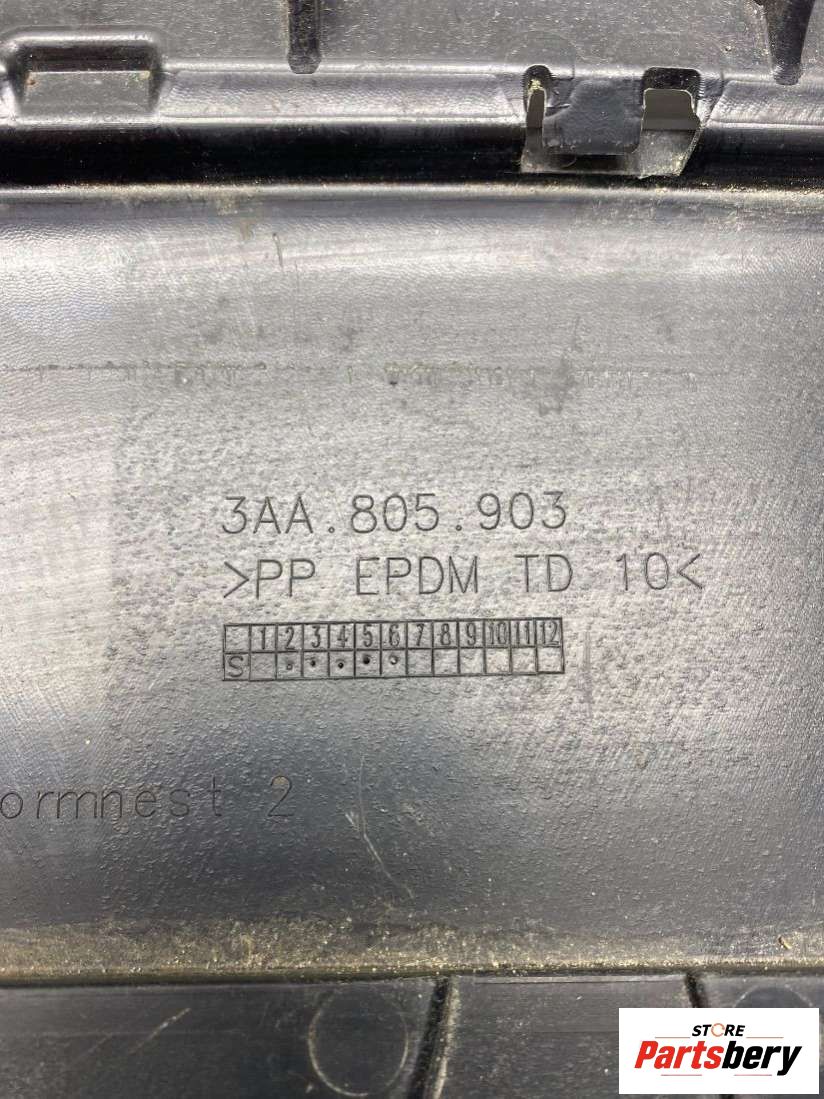 3AA.805.903
>PP EPDM TD 10<
1 2 3 4 5 6 7 8 9 10 11 12
S
ormnest 2
STORE
Partsbery